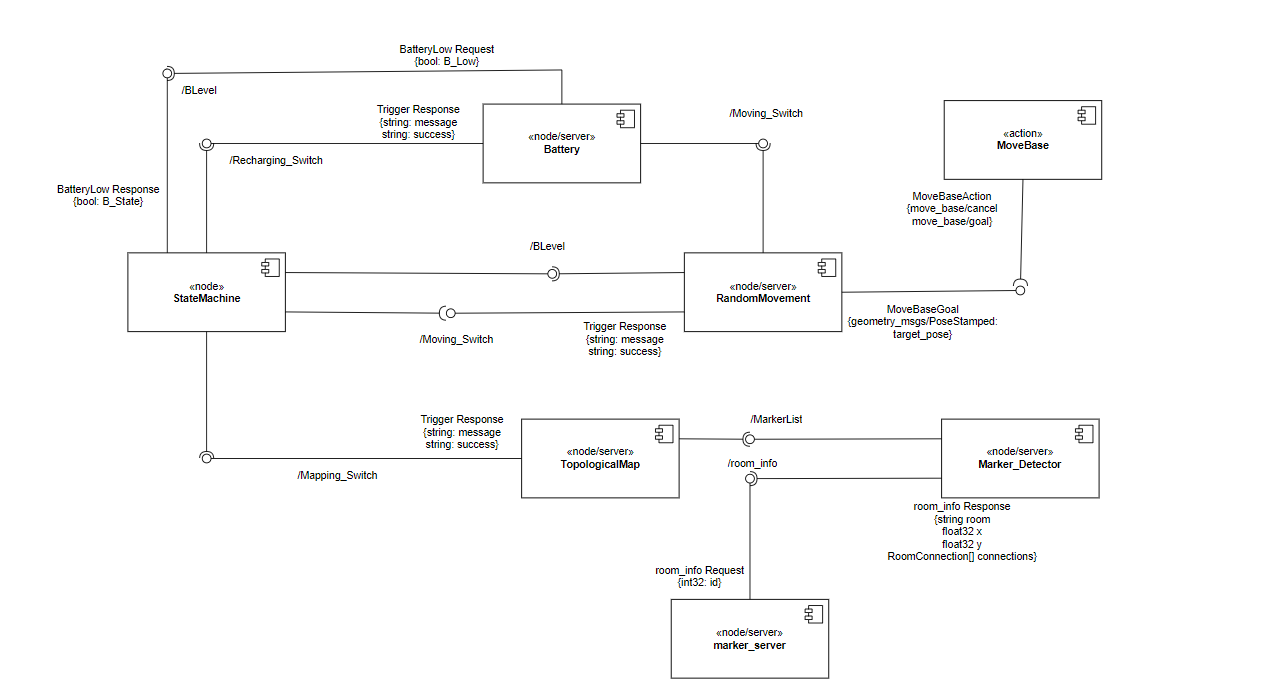 BatteryLow Request
{bool: B_Low}
/BLevel
Trigger Response
{string: message
string: success}
/Recharging_Switch
«node/server»
Battery
/Moving_Switch
«action»
MoveBase
BatteryLow Response
{bool: B_State}
MoveBaseAction
{move_base/cancel
move_base/goal}
/BLevel
«node»
StateMachine
«node/server»
RandomMovement
/Moving_Switch
Trigger Response
{string: message
string: success}
MoveBaseGoal
{geometry_msgs/PoseStamped:
target_pose}
Trigger Response
{string: message
string: success}
/Mapping_Switch
«node/server»
TopologicalMap
/MarkerList
/room_info
«node/server»
Marker_Detector
room_info Response
{string room
float32 x
float32 y
RoomConnection[] connections}
room_info Request
{int32: id}
«node/server»
marker_server